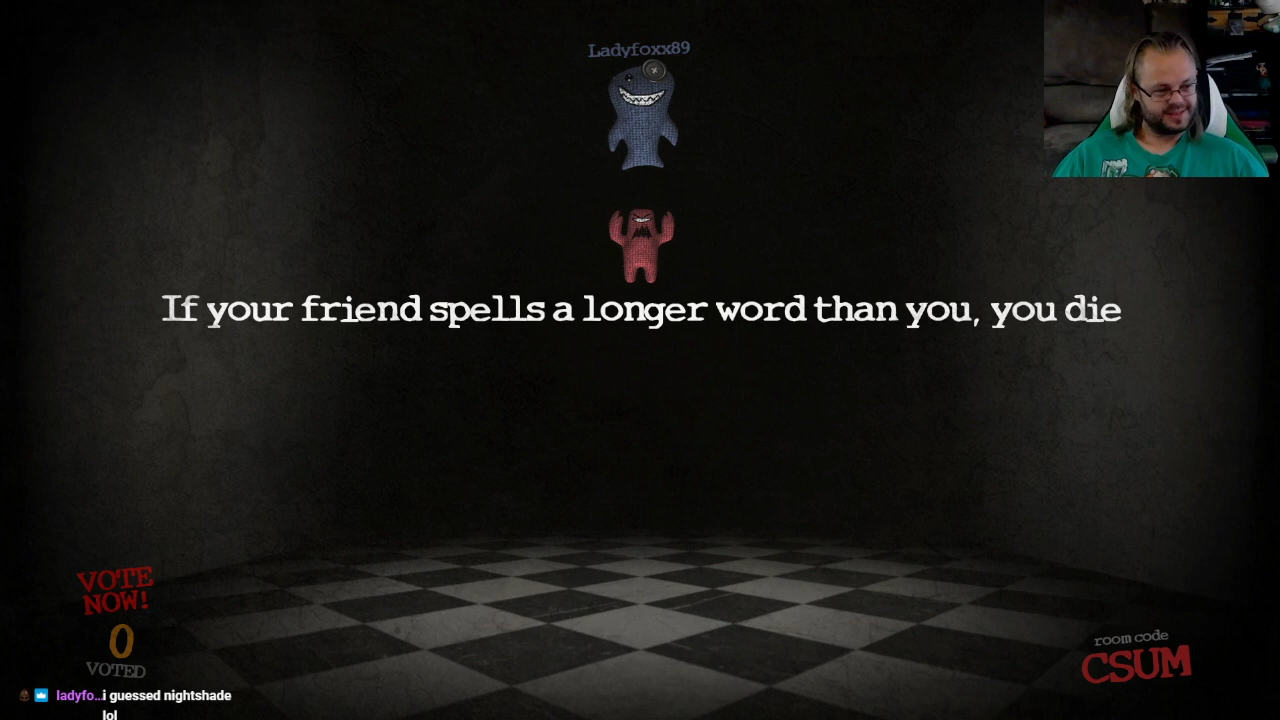 Ladyfoxx89
If your friend spells a longer word than you, you die
VOTE
NOW!
0
VOTED
room code
CSUM
ladyfo... i guessed nightshade
lol